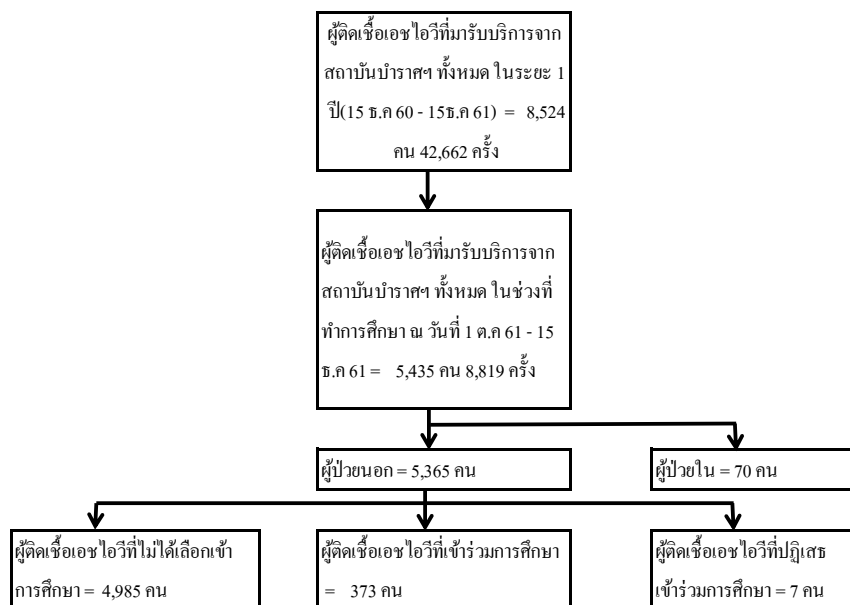 ผู้ติดเชื้อเอชไอวีที่มารับบริการจาก
สถาบันบำราศฯ ทั้งหมด ในระยะ 1
ปี(15 ธ.ค 60 - 15ธ.ค 61) = 8,524
คน 42,662 ครั้ง
ผู้ติดเชื้อเอชไอวีที่มารับบริการจาก
สถาบันบำราศฯ ทั้งหมด ในช่วงที่
ทำการศึกษา ณ วันที่ 1 ต.ค 61 - 15
ธ.ค 61 = 5,435 คน 8,819 ครั้ง
ผู้ป่วยนอก = 5,365 คน
ผู้ป่วยใน = 70 คน
ผู้ติดเชื้อเอชไอวีที่ไม่ได้เลือกเข้า
การศึกษา = 4,985 คน
ผู้ติดเชื้อเอชไอวีที่เข้าร่วมการศึกษา
= 373 คน
ผู้ติดเชื้อเอชไอวีที่ปฏิเสธ
เข้าร่วมการศึกษา = 7 คน